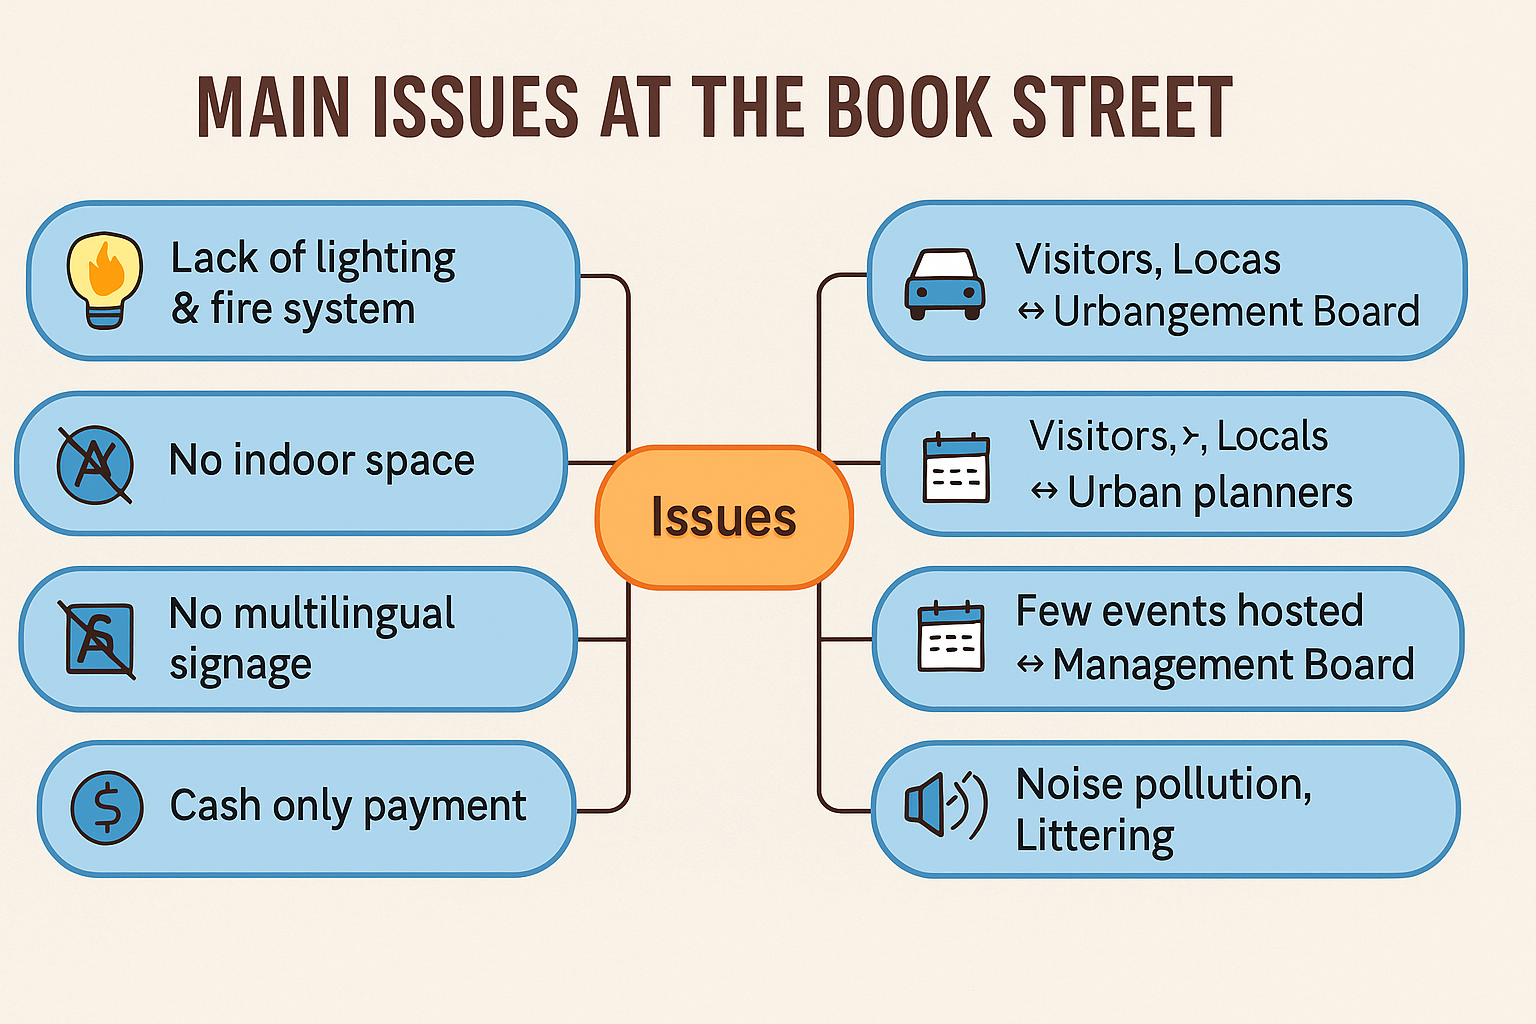 MAIN ISSUES AT THE BOOK STREET
Lack of lighting
& fire system
No indoor space
No multilingual
signage
Cash only payment
Issues
Visitors, Locas
↔ Urbangement Board
Visitors,≻, Locals
↔ Urban planners
Few events hosted
↔ Management Board
Noise pollution,
Littering